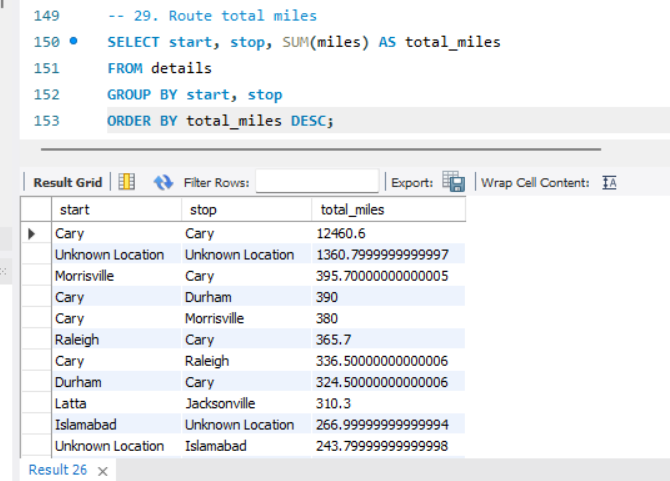 149 -- 29. Route total miles
150 SELECT start, stop, SUM(miles) AS total_miles
151 FROM details
152 GROUP BY start, stop
153 ORDER BY total_miles DESC;
Result Grid Filter Rows: Export: Wrap Cell Content: IA
start stop total_miles
Cary Cary 12460.6
Unknown Location Unknown Location 1360.7999999999997
Morrisville Cary 395.70000000000005
Cary Durham 390
Cary Morrisville 380
Raleigh Cary 365.7
Cary Raleigh 336.50000000000006
Durham Cary 324.50000000000006
Latta Jacksonville 310.3
Islamabad Unknown Location 266.99999999999994
Unknown Location Islamabad 243.79999999999998
Result 26 ×